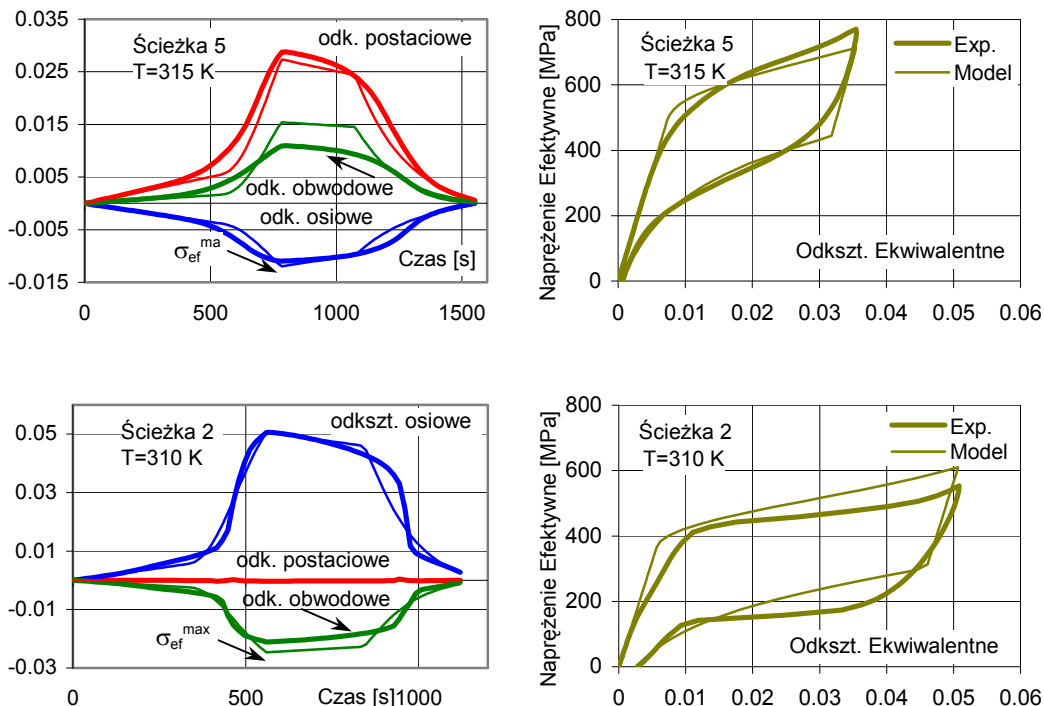 0.035
0.025
0.015
0.005
-0.005
-0.015
Ścieżka 5
T=315 K
odk. postaciowe
odk. obwodowe
odk. osiowe
σef ma
Czas [s]
0 500 1000 1500
Naprężenie Efektywne [MPa]
800
600
400
200
0
Ścieżka 5
T=315 K
Exp.
Model
Odkszt. Ekwiwalentne
0 0.01 0.02 0.03 0.04 0.05 0.06
0.05
0.03
0.01
-0.01
-0.03
Ścieżka 2
T=310 K
odkszt. osiowe
odk. postaciowe
odk. obwodowe
σef max
0 500 Czas [s] 1000
Naprężenie Efektywne [MPa]
800
600
400
200
0
Ścieżka 2
T=310 K
Exp.
Model
Odkszt. Ekwiwalentne
0 0.01 0.02 0.03 0.04 0.05 0.06